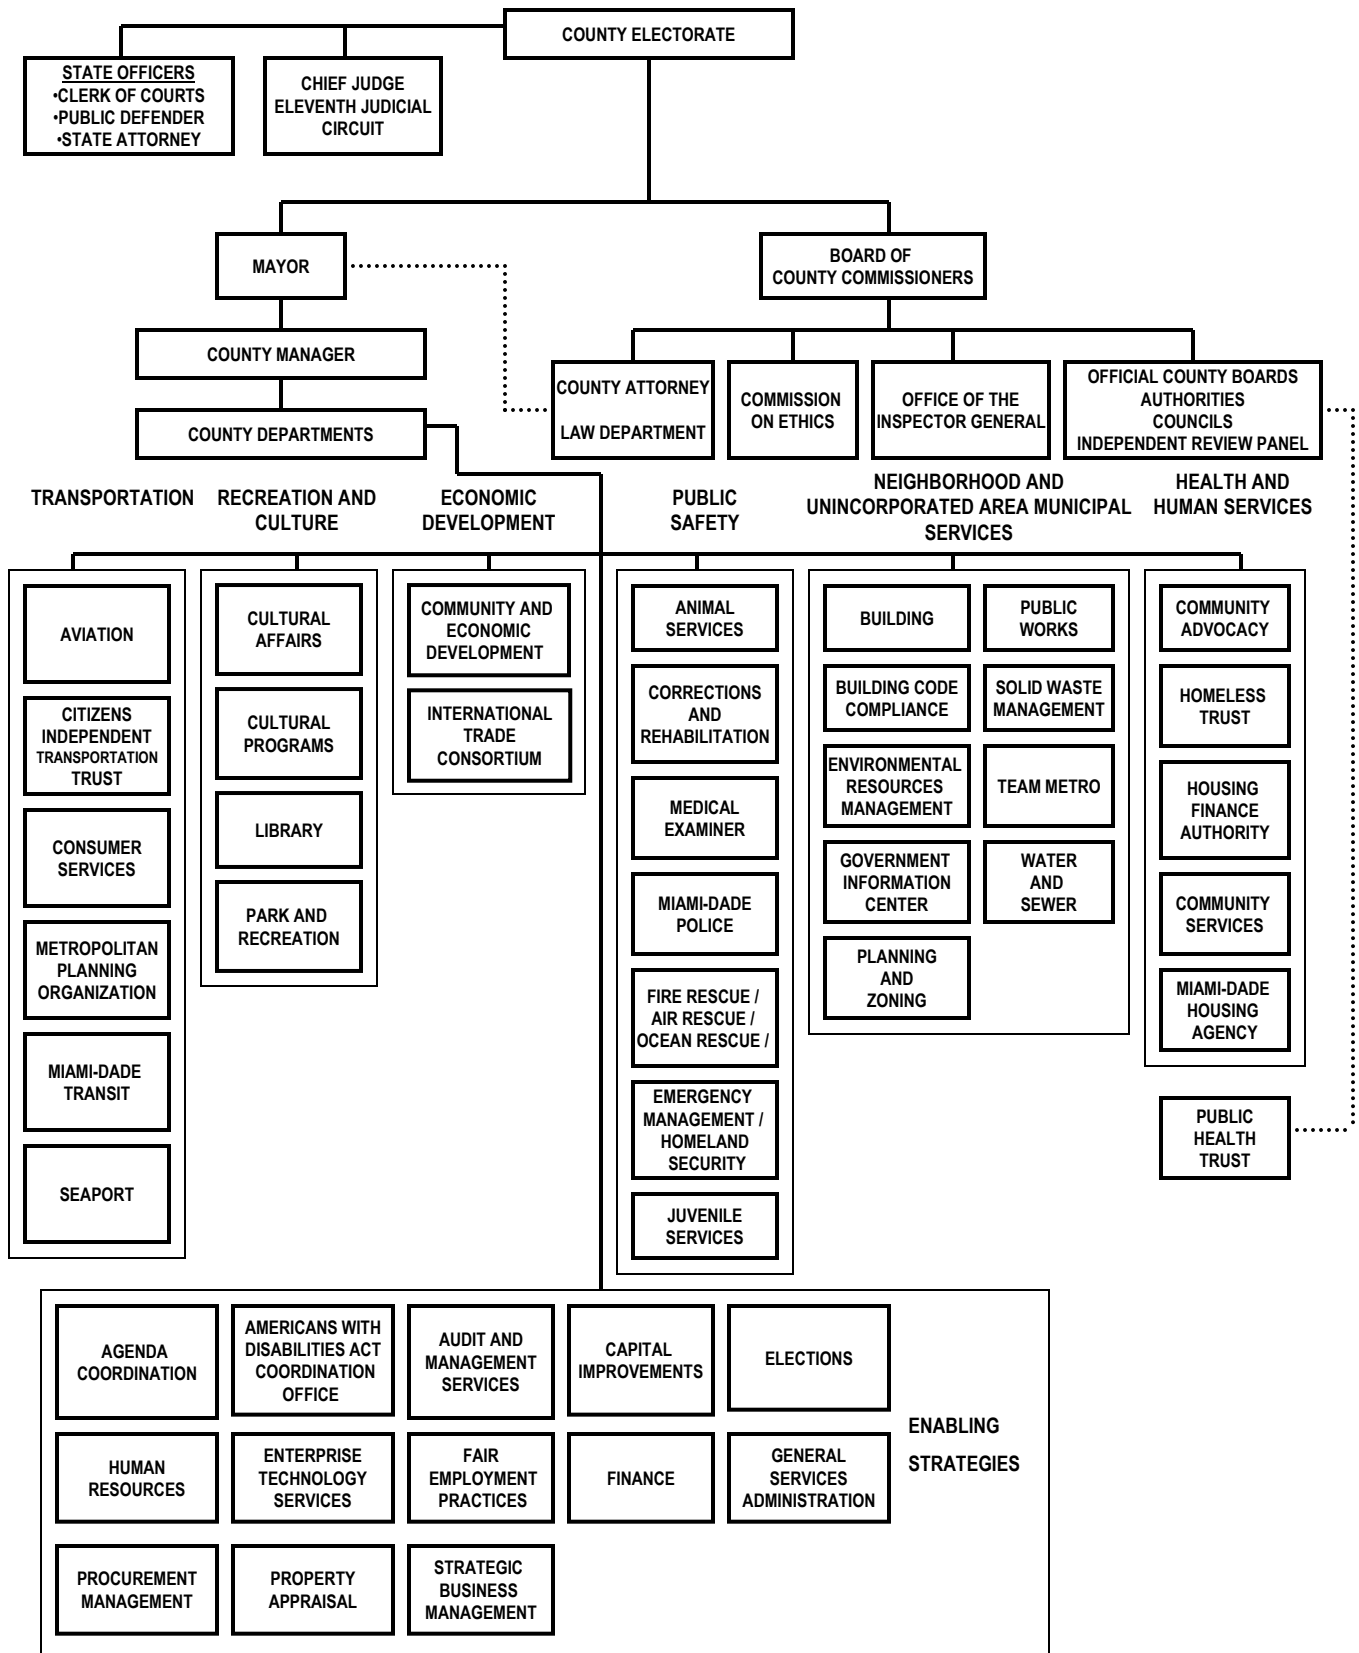 COUNTY ELECTORATE
STATE OFFICERS
•CLERK OF COURTS
•PUBLIC DEFENDER
•STATE ATTORNEY
CHIEF JUDGE
ELEVENTH JUDICIAL
CIRCUIT
MAYOR
BOARD OF
COUNTY COMMISSIONERS
COUNTY MANAGER
COUNTY DEPARTMENTS
COUNTY ATTORNEY
LAW DEPARTMENT
COMMISSION
ON ETHICS
OFFICE OF THE
INSPECTOR GENERAL
OFFICIAL COUNTY BOARDS
AUTHORITIES
COUNCILS
INDEPENDENT REVIEW PANEL
TRANSPORTATION
RECREATION AND
CULTURE
ECONOMIC
DEVELOPMENT
PUBLIC
SAFETY
NEIGHBORHOOD AND
UNINCORPORATED AREA MUNICIPAL
SERVICES
HEALTH AND
HUMAN SERVICES
AVIATION
CITIZENS
INDEPENDENT
TRANSPORTATION
TRUST
CONSUMER
SERVICES
METROPOLITAN
PLANNING
ORGANIZATION
MIAMI-DADE
TRANSIT
SEAPORT
CULTURAL
AFFAIRS
CULTURAL
PROGRAMS
LIBRARY
PARK AND
RECREATION
COMMUNITY AND
ECONOMIC
DEVELOPMENT
INTERNATIONAL
TRADE
CONSORTIUM
ANIMAL
SERVICES
CORRECTIONS
AND
REHABILITATION
MEDICAL
EXAMINER
MIAMI-DADE
POLICE
FIRE RESCUE /
AIR RESCUE /
OCEAN RESCUE /
EMERGENCY
MANAGEMENT /
HOMELAND
SECURITY
JUVENILE
SERVICES
BUILDING
BUILDING CODE
COMPLIANCE
ENVIRONMENTAL
RESOURCES
MANAGEMENT
GOVERNMENT
INFORMATION
CENTER
PLANNING
AND
ZONING
PUBLIC
WORKS
SOLID WASTE
MANAGEMENT
TEAM METRO
WATER
AND
SEWER
COMMUNITY
ADVOCACY
HOMELESS
TRUST
HOUSING
FINANCE
AUTHORITY
COMMUNITY
SERVICES
MIAMI-DADE
HOUSING
AGENCY
PUBLIC
HEALTH
TRUST
AGENDA
COORDINATION
AMERICANS WITH
DISABILITIES ACT
COORDINATION
OFFICE
AUDIT AND
MANAGEMENT
SERVICES
CAPITAL
IMPROVEMENTS
ELECTIONS
HUMAN
RESOURCES
ENTERPRISE
TECHNOLOGY
SERVICES
FAIR
EMPLOYMENT
PRACTICES
FINANCE
GENERAL
SERVICES
ADMINISTRATION
PROCUREMENT
MANAGEMENT
PROPERTY
APPRAISAL
STRATEGIC
BUSINESS
MANAGEMENT
ENABLING
STRATEGIES